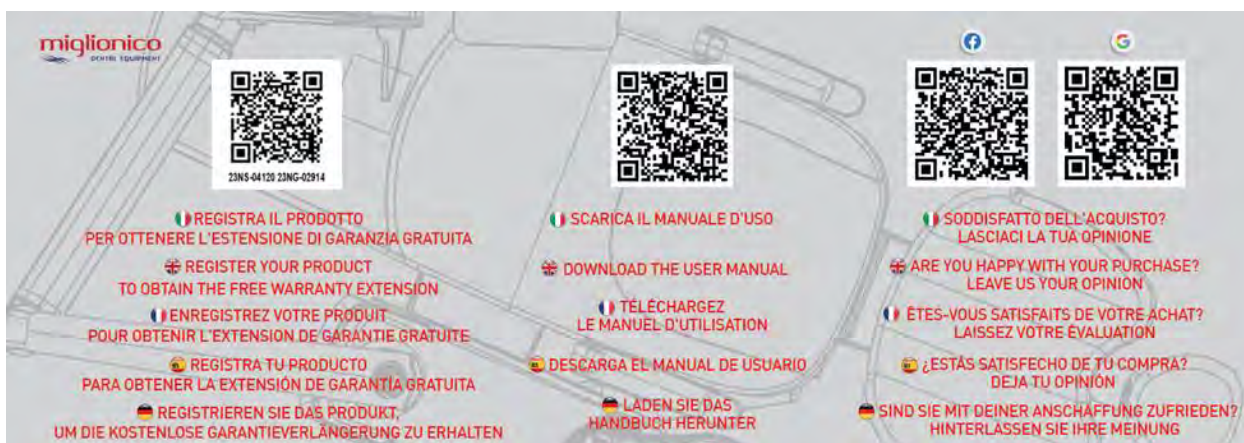 miglionico
DENTAL EQUIPMENT
23NS-04120 23NG-02914
REGISTRA IL PRODOTTO
PER OTTENERE L'ESTENSIONE DI GARANZIA GRATUITA
REGISTER YOUR PRODUCT
TO OBTAIN THE FREE WARRANTY EXTENSION
ENREGISTREZ VOTRE PRODUIT
POUR OBTENIR L'EXTENSION DE GARANTIE GRATUITE
REGISTRA TU PRODUCTO
PARA OBTENER LA EXTENSIÓN DE GARANTÍA GRATUITA
REGISTRIEREN SIE DAS PRODUKT,
UM DIE KOSTENLOSE GARANTIEVERLÄNGERUNG ZU ERHALTEN
SCARICA IL MANUALE D'USO
DOWNLOAD THE USER MANUAL
TÉLÉCHARGEZ
LE MANUEL D'UTILISATION
DESCARGA EL MANUAL DE USUARIO
LADEN SIE DAS
HANDBUCH HERUNTER
SODDISFATTO DELL'ACQUISTO?
LASCIACI LA TUA OPINIONE
ARE YOU HAPPY WITH YOUR PURCHASE?
LEAVE US YOUR OPINION
ÊTES-VOUS SATISFAITS DE VOTRE ACHAT?
LAISSEZ VOTRE ÉVALUATION
¿ESTÁS SATISFECHO DE TU COMPRA?
DEJA TU OPINIÓN
SIND SIE MIT DEINER ANSCHAFFUNG ZUFRIEDEN?
HINTERLASSEN SIE IHRE MEINUNG